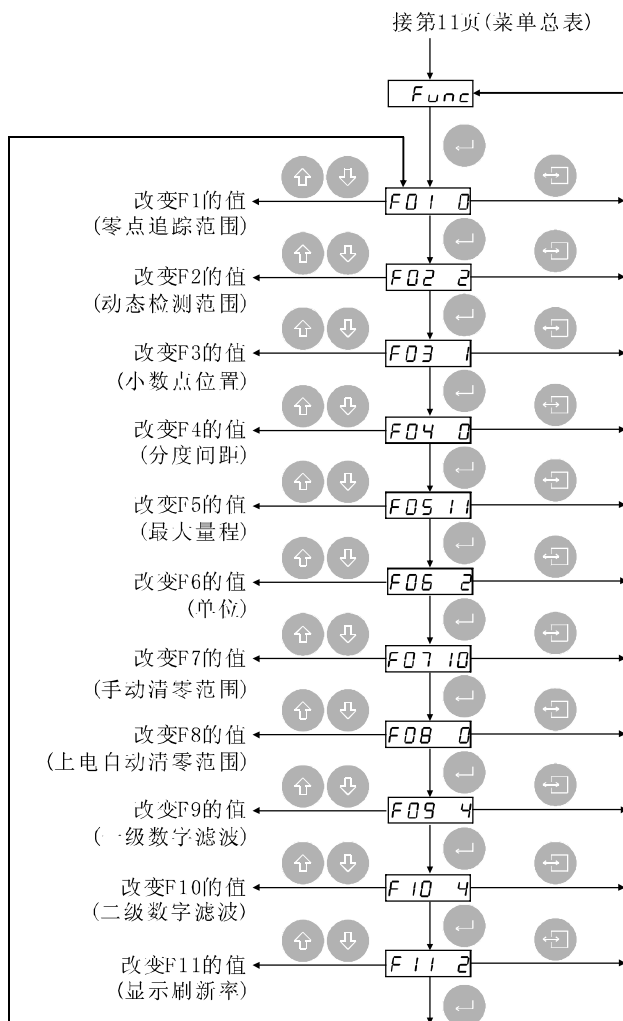 接第11页(菜单总表)
Func
改变F1的值
(零点追踪范围)
F01 0
改变F2的值
(动态检测范围)
F02 2
改变F3的值
(小数点位置)
F03 1
改变F4的值
(分度间距)
F04 0
改变F5的值
(最大量程)
F05 11
改变F6的值
(单位)
F06 2
改变F7的值
(手动清零范围)
F07 10
改变F8的值
(上电自动清零范围)
F08 0
改变F9的值
(一级数字滤波)
F09 4
改变F10的值
(二级数字滤波)
F10 4
改变F11的值
(显示刷新率)
F11 2